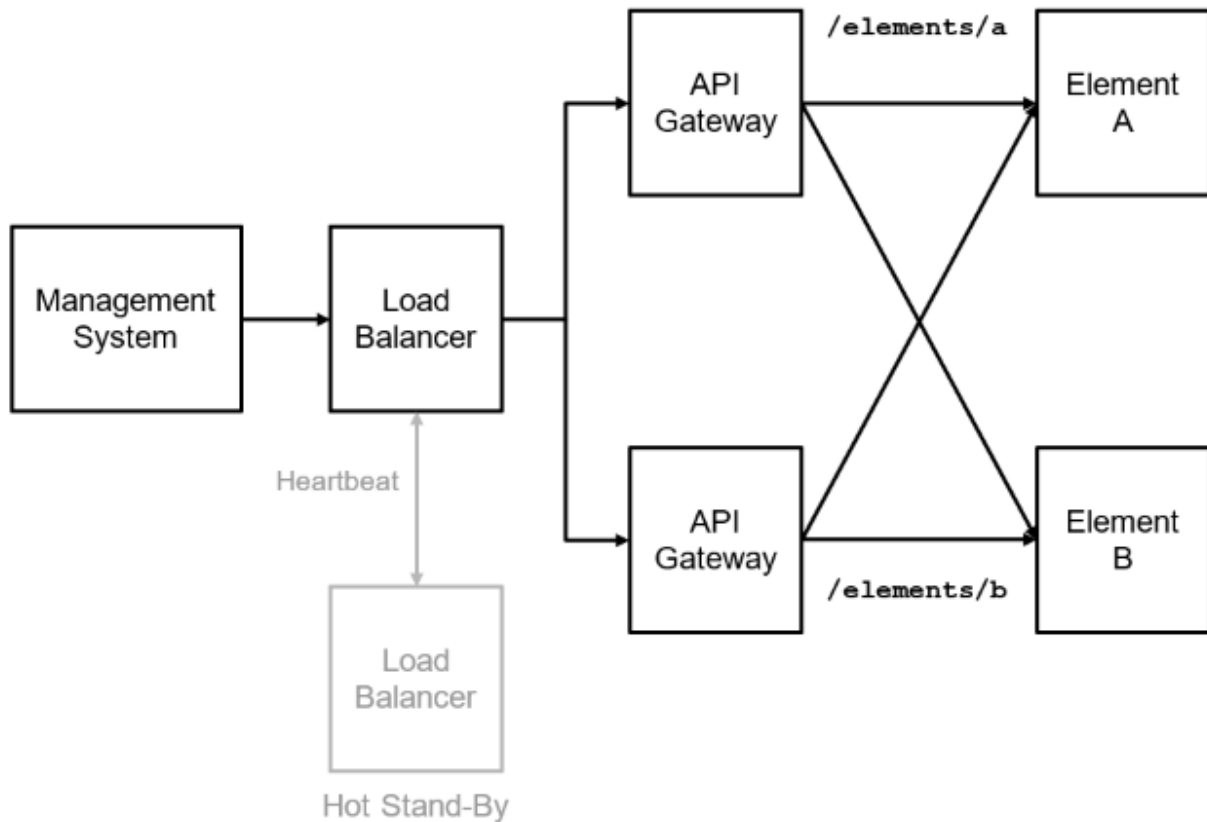 /elements/a
API
Gateway
Element
A
Management
System
Load
Balancer
Heartbeat
API
Gateway
Element
B
/elements/b
Load
Balancer
Hot Stand-By